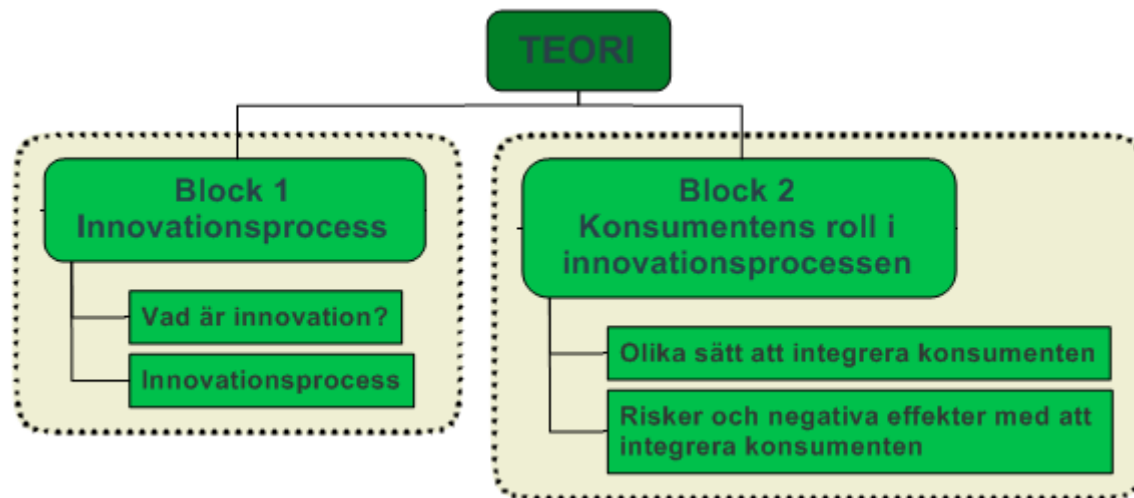 TEORI
Block 1
Innovationsprocess
Vad är innovation?
Innovationsprocess
Block 2
Konsumentens roll i
innovationsprocessen
Olika sätt att integrera konsumenten
Risker och negativa effekter med att
integrera konsumenten